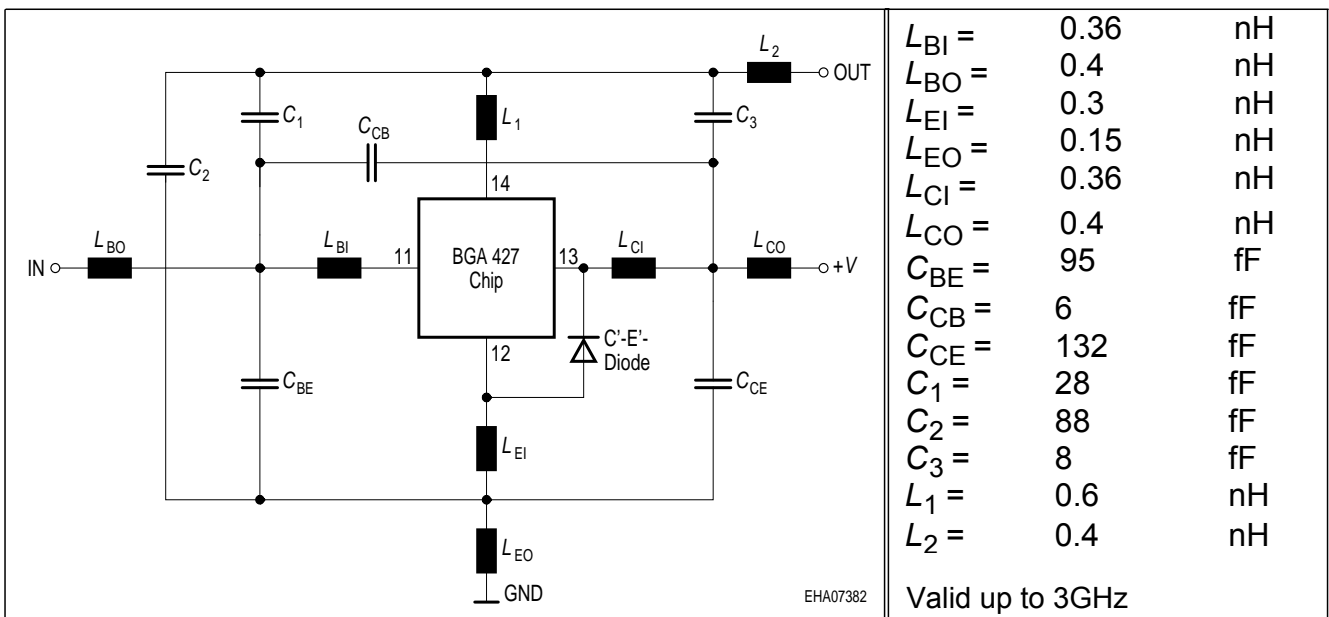 L2
OUT
C1
L1
C3
CCB
C2
14
LBO
LBI
11
BGA 427
Chip
13
LCI
LCO
IN
+V
12
C'-E'-
Diode
CBE
CCE
LEI
LEO
GND
EHA07382
LBI = 0.36 nH
LBO = 0.4 nH
LEI = 0.3 nH
LEO = 0.15 nH
LCI = 0.36 nH
LCO = 0.4 nH
CBE = 95 fF
CCB = 6 fF
CCE = 132 fF
C1 = 28 fF
C2 = 88 fF
C3 = 8 fF
L1 = 0.6 nH
L2 = 0.4 nH
Valid up to 3GHz